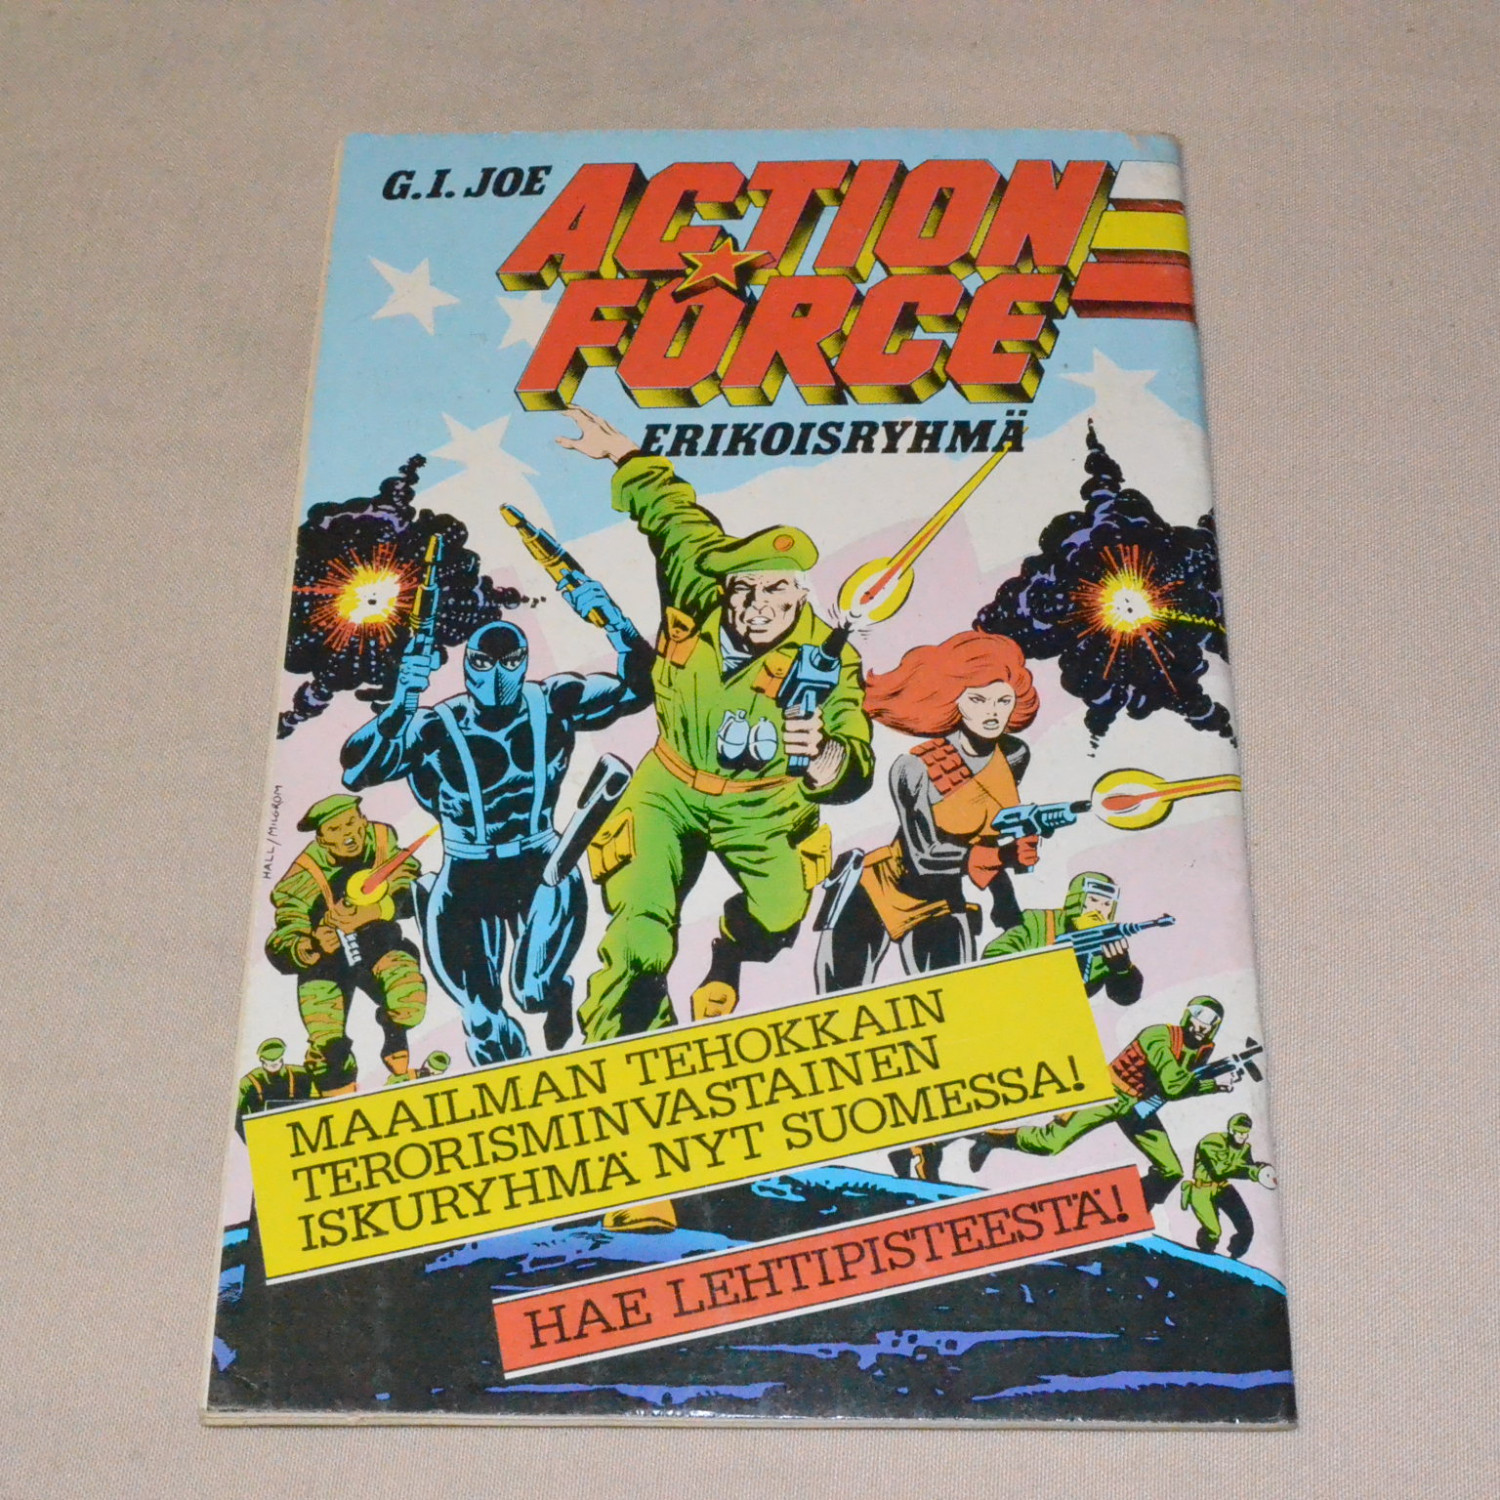 G.I. JOE
ACTION
FORCE
ERIKOISRYHMÄ
HALL/MILGROM
MAAILMAN TEHOKKAIN
TERORISMINVASTAINEN
ISKURYHMÄ NYT SUOMESSA!
HAE LEHTIPISTEESTÄ!